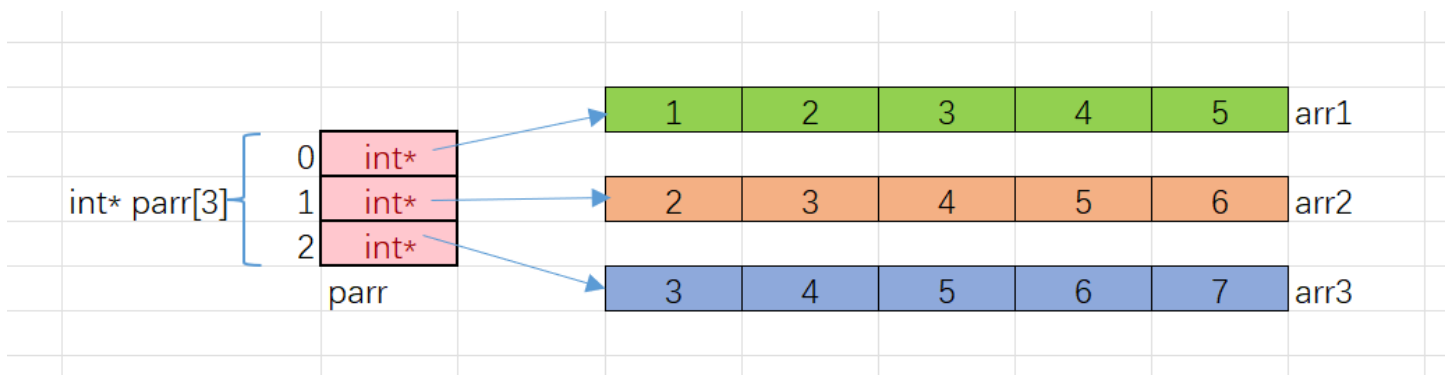 1 2 3 4 5 arr1
0 int*
int* parr[3] 1 int* 2 3 4 5 6 arr2
2 int*
parr 3 4 5 6 7 arr3